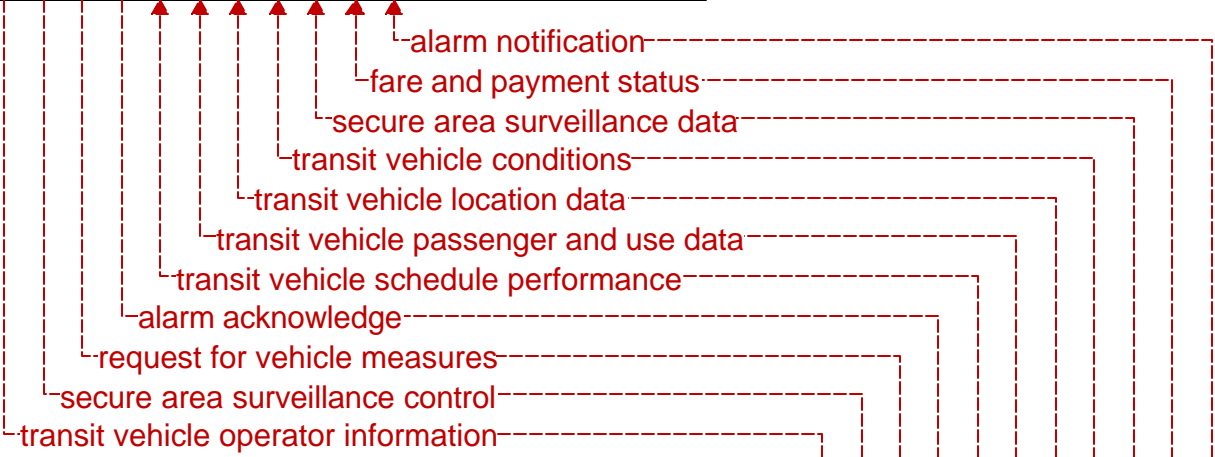 alarm notification
fare and payment status
secure area surveillance data
transit vehicle conditions
transit vehicle location data
transit vehicle passenger and use data
transit vehicle schedule performance
alarm acknowledge
request for vehicle measures
secure area surveillance control
transit vehicle operator information